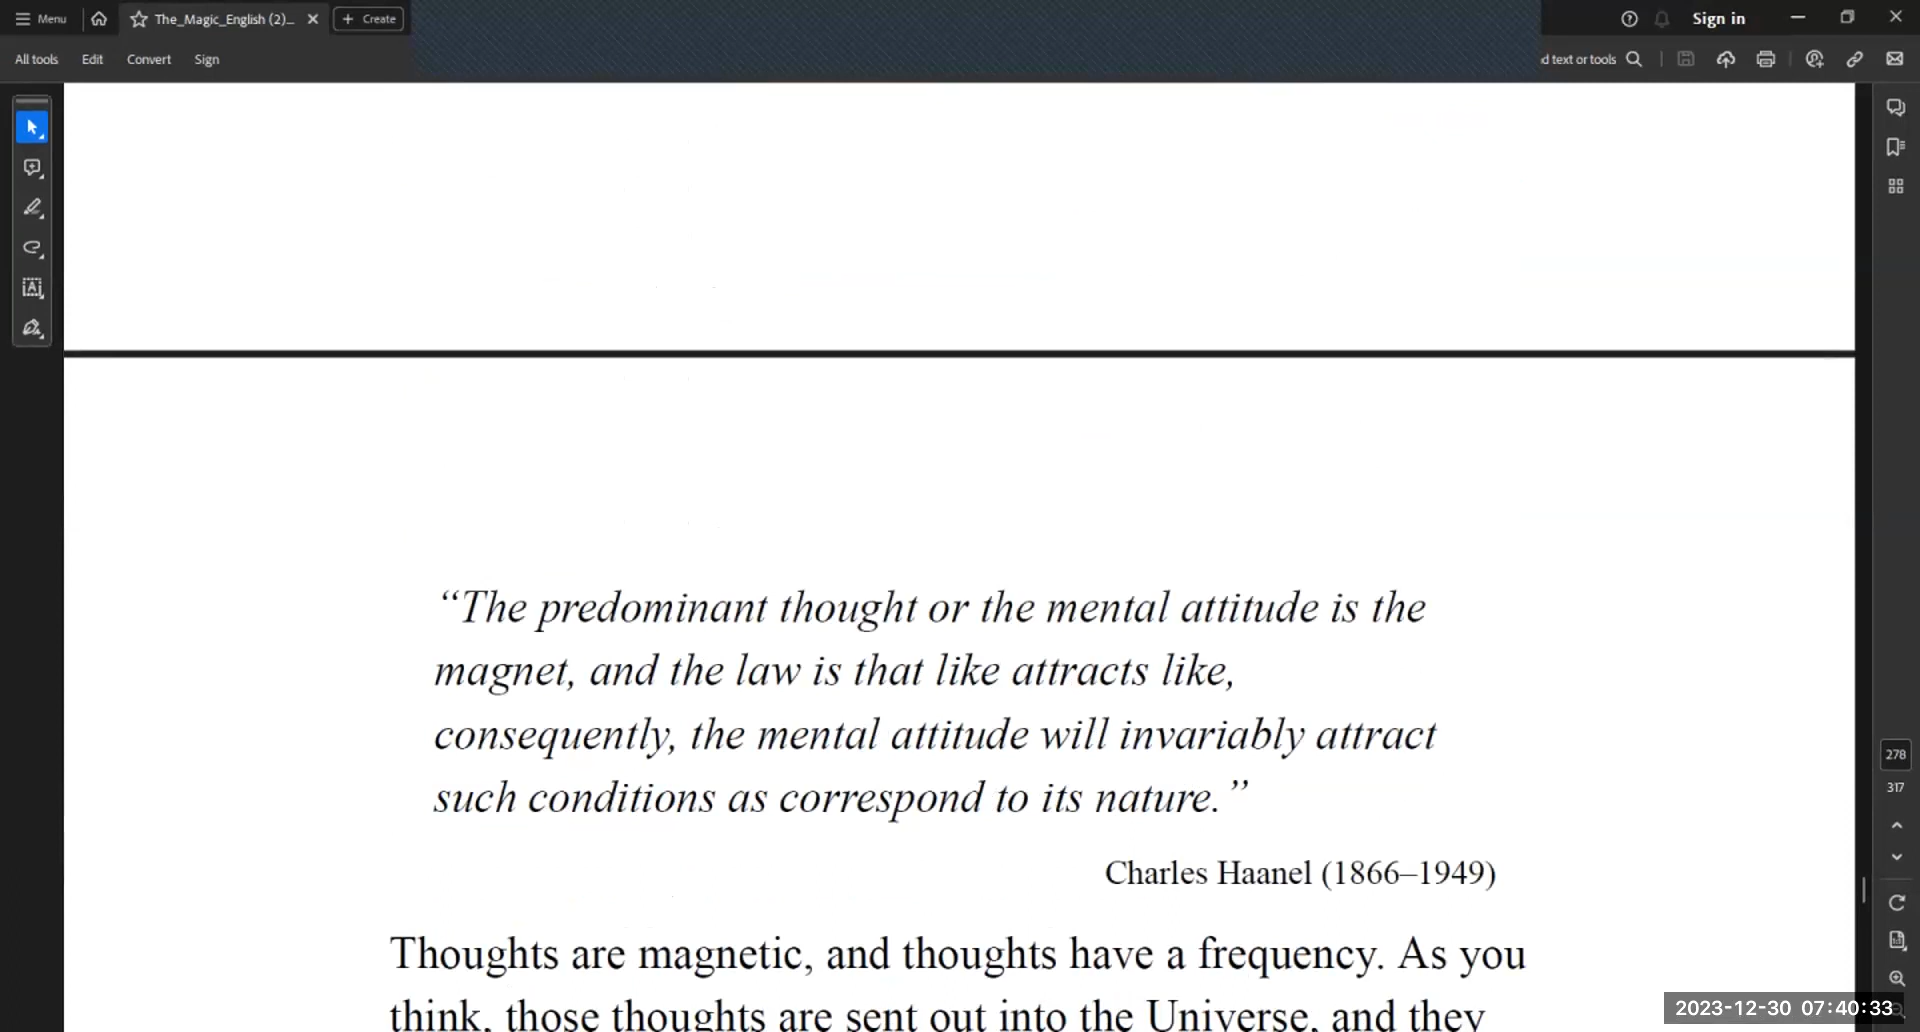 Menu
The_Magic_English (2)...
Create
Sign in
All tools
Edit
Convert
Sign
d text or tools
“The predominant thought or the mental attitude is the
magnet, and the law is that like attracts like,
consequently, the mental attitude will invariably attract
such conditions as correspond to its nature.”
Charles Haanel (1866–1949)
Thoughts are magnetic, and thoughts have a frequency. As you
think, those thoughts are sent out into the Universe, and they
278
317
2023-12-30 07:40:33